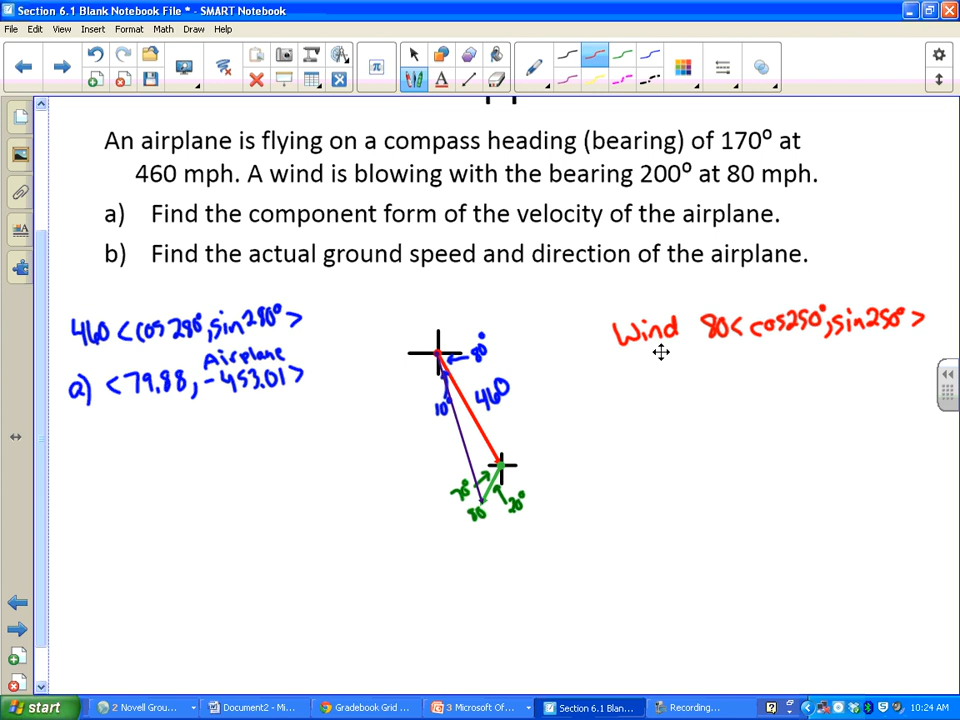 Section 6.1 Blank Notebook File * - SMART Notebook
File Edit View Insert Format Math Draw Help
An airplane is flying on a compass heading (bearing) of 170⁰ at
460 mph. A wind is blowing with the bearing 200⁰ at 80 mph.
a) Find the component form of the velocity of the airplane.
b) Find the actual ground speed and direction of the airplane.
460 <cos 280°, sin 280°>
Airplane
a) <79.88, -453.01>
Wind 80<cos250°, sin250°>
80°
10°
460
70°
80
20°
start
2 Novell Grou...
Document2 - Mi...
Gradebook Grid ...
3 Microsoft Of...
Section 6.1 Blan...
Recording...
10:24 AM